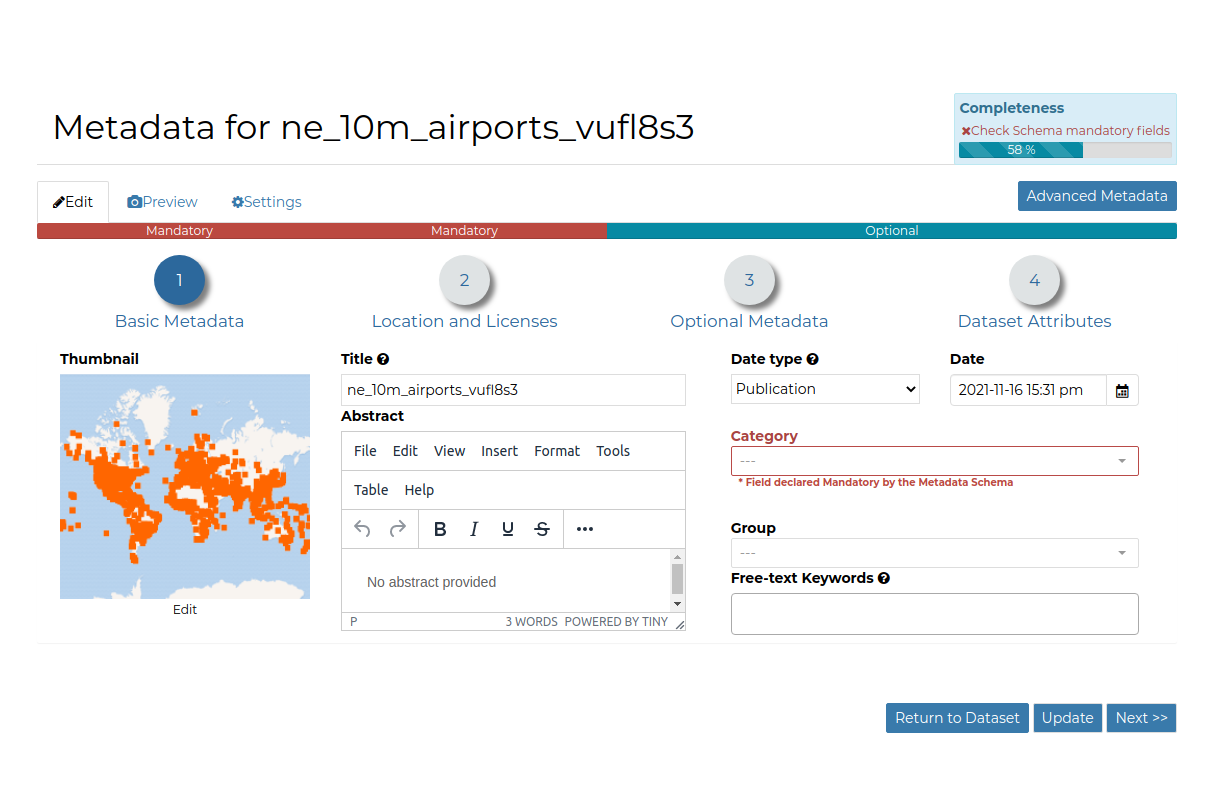 Metadata for ne_10m_airports_vufl8s3
Completeness
Check Schema mandatory fields
58 %
Edit
Preview
Settings
Advanced Metadata
Mandatory
Mandatory
Optional
1
2
3
4
Basic Metadata
Location and Licenses
Optional Metadata
Dataset Attributes
Thumbnail
Edit
Title
ne_10m_airports_vufl8s3
Abstract
File Edit View Insert Format Tools
Table Help
B I U S ...
No abstract provided
P 3 WORDS POWERED BY TINY
Date type
Publication
Date
2021-11-16 15:31 pm
Category
---
* Field declared Mandatory by the Metadata Schema
Group
---
Free-text Keywords
Return to Dataset
Update
Next >>